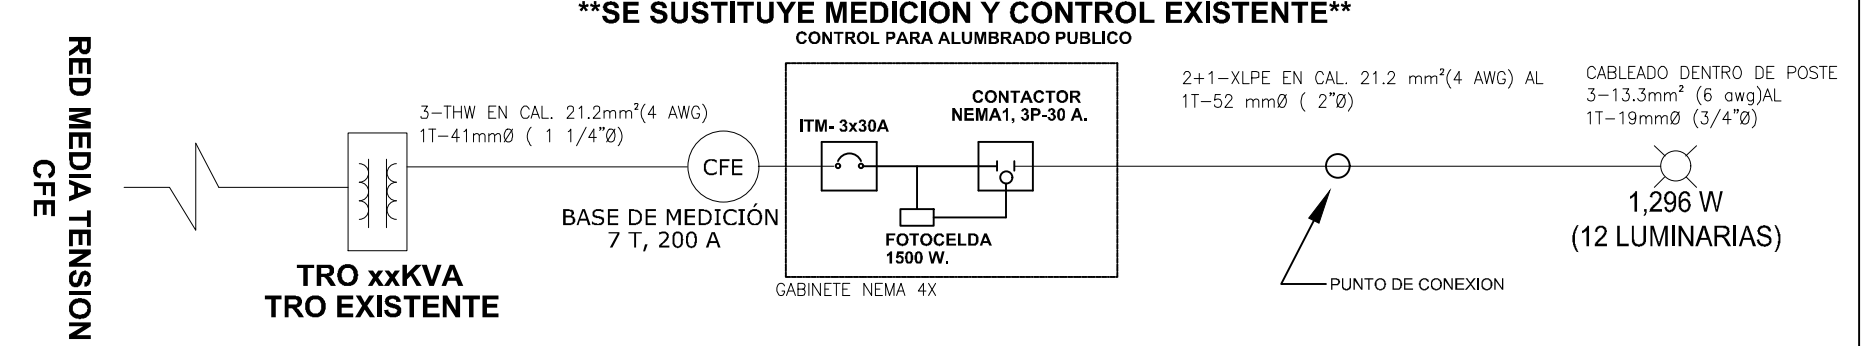 **SE SUSTITUYE MEDICION Y CONTROL EXISTENTE**
CONTROL PARA ALUMBRADO PUBLICO
RED MEDIA TENSION
CFE
3-THW EN CAL. 21.2mm²(4 AWG)
1T-41mmØ ( 1 1/4"Ø)
TRO xxKVA
TRO EXISTENTE
CFE
BASE DE MEDICIÓN
7 T, 200 A
ITM- 3x30A
CONTACTOR
NEMA1, 3P-30 A.
FOTOCELDA
1500 W.
GABINETE NEMA 4X
2+1-XLPE EN CAL. 21.2 mm²(4 AWG) AL
1T-52 mmØ ( 2"Ø)
PUNTO DE CONEXION
CABLEADO DENTRO DE POSTE
3-13.3mm² (6 awg)AL
1T-19mmØ (3/4"Ø)
1,296 W
(12 LUMINARIAS)